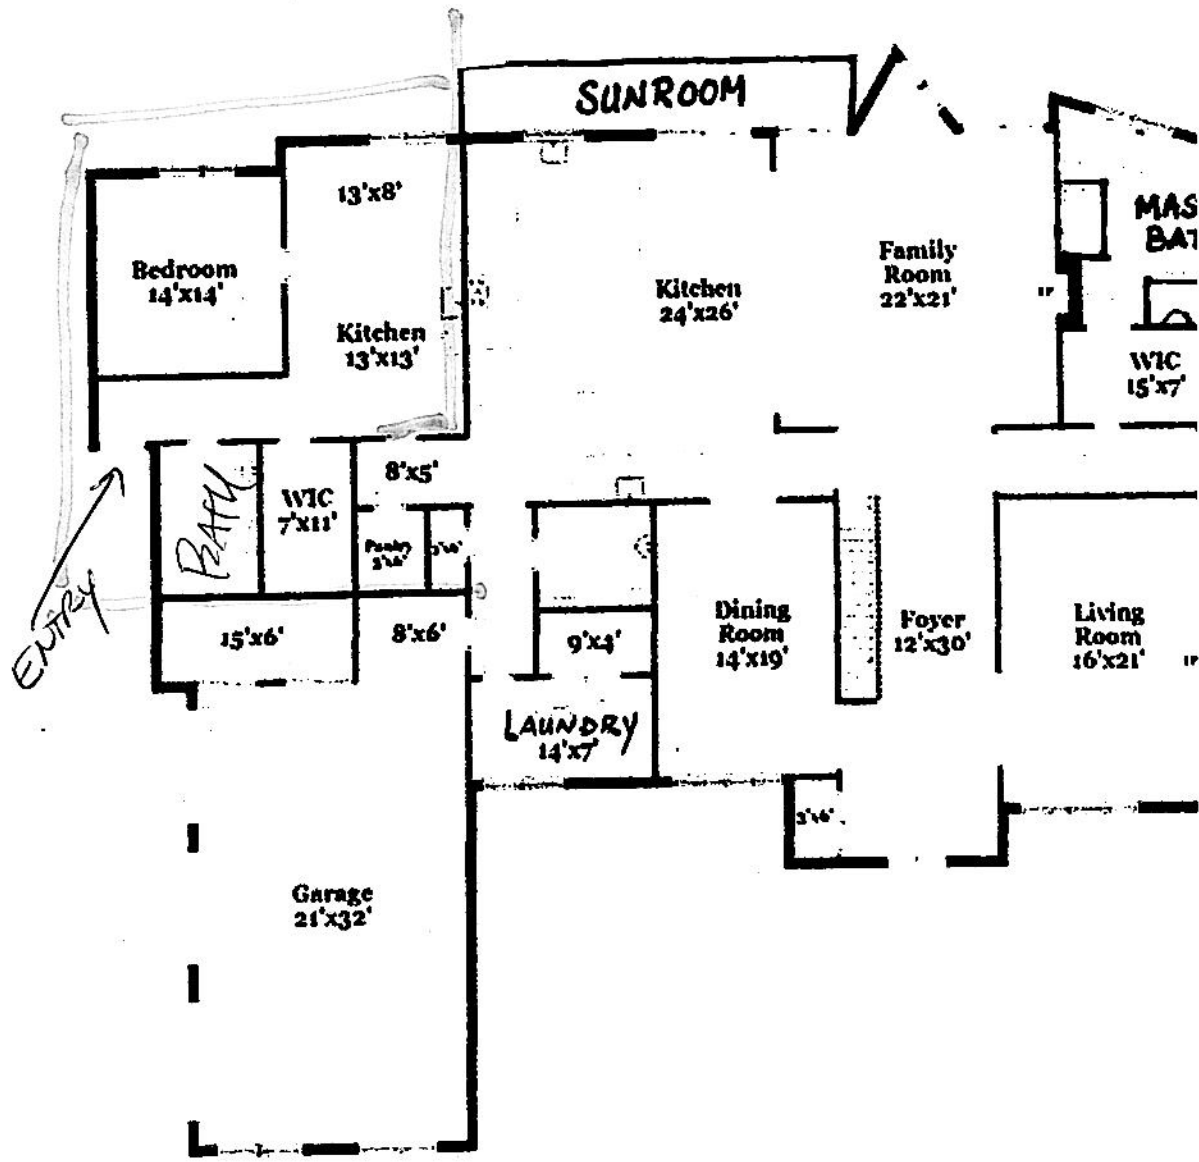 SUNROOM
13'x8'
MAS
BAT
Bedroom
14'x14'
Family
Room
22'x21'
Kitchen
24'x26'
Kitchen
13'x13'
WIC
15'x7'
8'x5'
BATH
WIC
7'x11'
Pantry
ENTRY
15'x6'
8'x6'
9'x4'
Dining
Room
14'x19'
Foyer
12'x30'
Living
Room
16'x21'
LAUNDRY
14'x7'
Garage
21'x32'